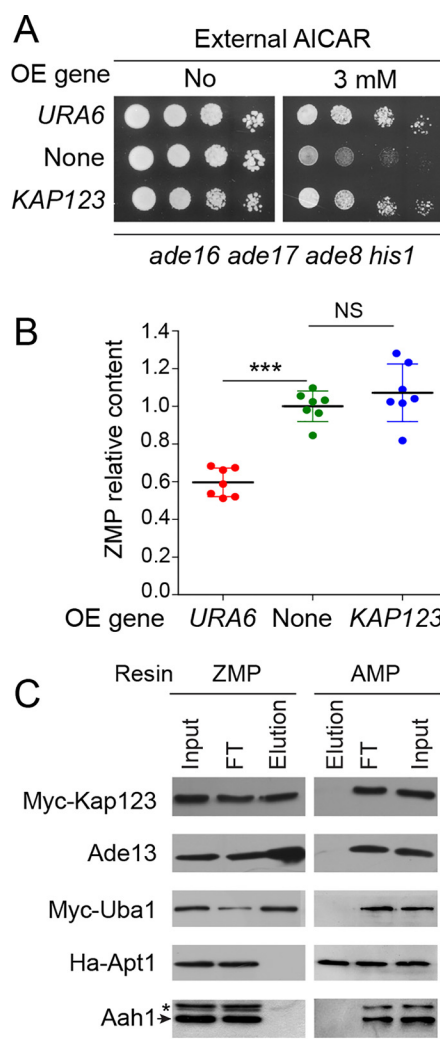 A
External AICAR
OE gene No 3 mM
URA6
None
KAP123
ade16 ade17 ade8 his1
B
NS
***
ZMP relative content
1.4
1.2
1.0
0.8
0.6
0.4
0.2
0.0
OE gene URA6 None KAP123
C
Resin ZMP AMP
Input FT Elution Elution FT Input
Myc-Kap123
Ade13
Myc-Uba1
Ha-Apt1
*
Aah1